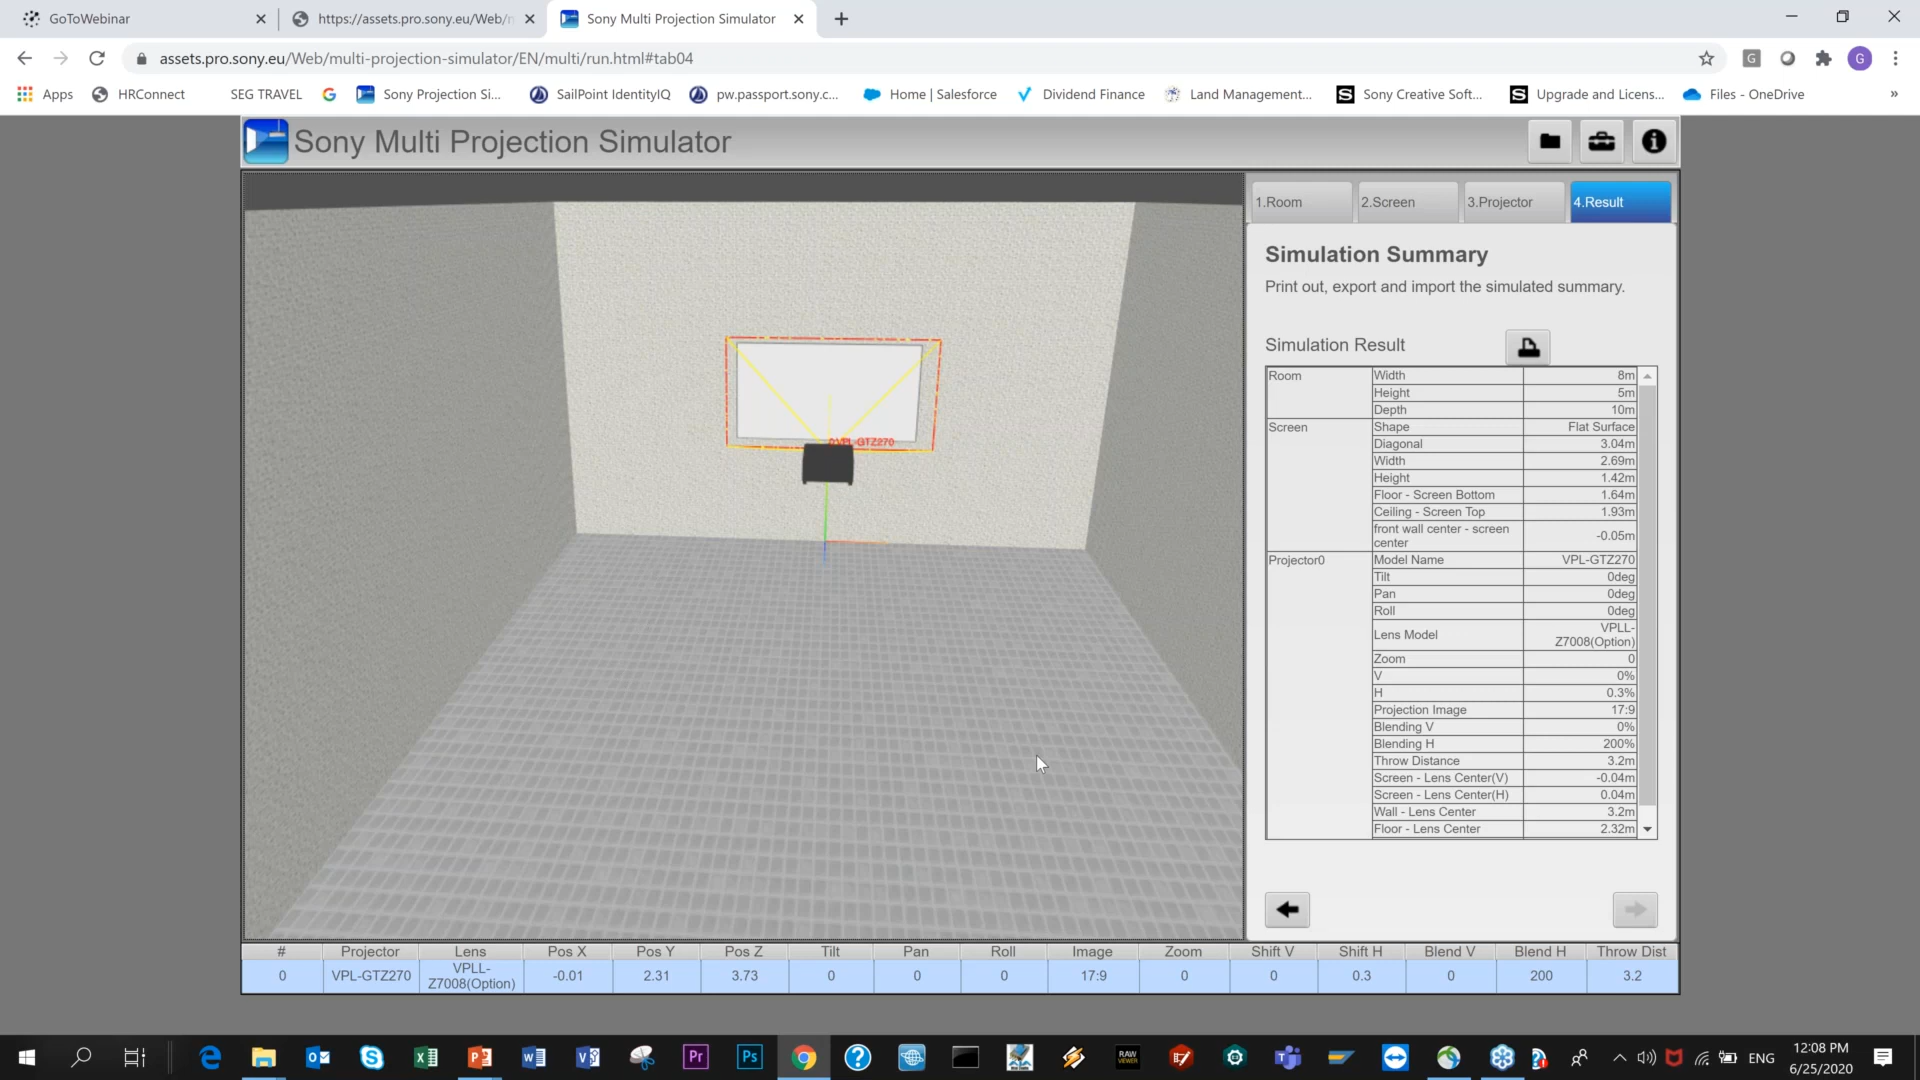 GoToWebinar
https://assets.pro.sony.eu/Web/m
Sony Multi Projection Simulator
assets.pro.sony.eu/Web/multi-projection-simulator/EN/multi/run.html#tab04
G
G
Apps
HRConnect
SEG TRAVEL
Sony Projection Si...
SailPoint IdentityIQ
pw.passport.sony.c...
Home | Salesforce
Dividend Finance
Land Management...
Sony Creative Soft...
Upgrade and Licens...
Files - OneDrive
»
Sony Multi Projection Simulator
1.Room
2.Screen
3.Projector
4.Result
Simulation Summary
Print out, export and import the simulated summary.
Simulation Result
Room Width 8m
Height 5m
Depth 10m
Screen Shape Flat Surface
Diagonal 3.04m
Width 2.69m
Height 1.42m
Floor - Screen Bottom 1.64m
Ceiling - Screen Top 1.93m
front wall center - screen
center -0.05m
Projector0 Model Name VPL-GTZ270
Tilt 0deg
Pan 0deg
Roll 0deg
Lens Model VPLL-
Z7008(Option)
Zoom 0
V 0%
H 0.3%
Projection Image 17:9
Blending V 0%
Blending H 200%
Throw Distance 3.2m
Screen - Lens Center(V) -0.04m
Screen - Lens Center(H) 0.04m
Wall - Lens Center 3.2m
Floor - Lens Center 2.32m
# Projector Lens Pos X Pos Y Pos Z Tilt Pan Roll Image Zoom Shift V Shift H Blend V Blend H Throw Dist
0 VPL-GTZ270 VPLL-
Z7008(Option) -0.01 2.31 3.73 0 0 0 17:9 0 0 0.3 0 200 3.2
Pr
Ps
RAW
VIEWER
ENG
12:08 PM
6/25/2020